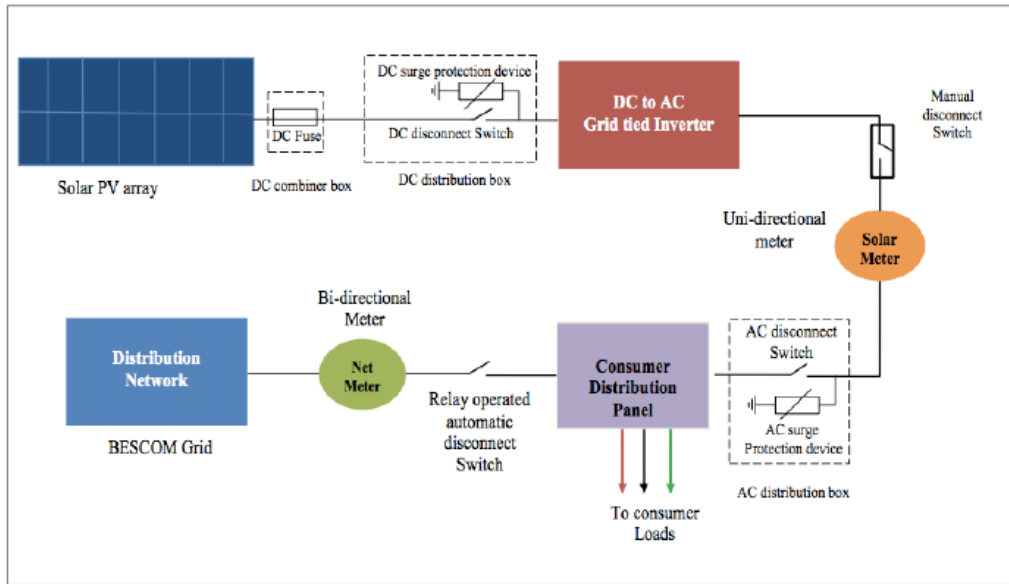 DC surge protection device
DC to AC
Grid tied Inverter
Manual
disconnect
Switch
DC Fuse
DC disconnect Switch
Solar PV array
DC combiner box
DC distribution box
Uni-directional
meter
Solar
Meter
Bi-directional
Meter
AC disconnect
Switch
Distribution
Network
Net
Meter
Consumer
Distribution
Panel
Relay operated
automatic
disconnect
Switch
BESCOM Grid
AC surge
Protection device
AC distribution box
To consumer
Loads